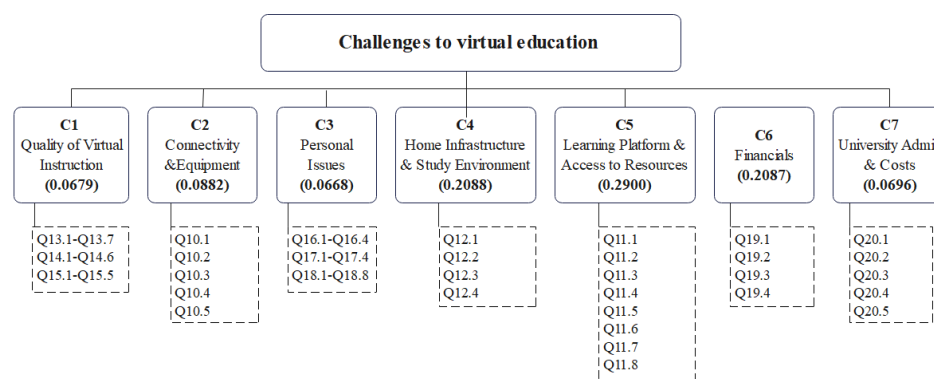 Challenges to virtual education
C1
Quality of Virtual
Instruction
(0.0679)
C2
Connectivity
&Equipment
(0.0882)
C3
Personal
Issues
(0.0668)
C4
Home Infrastructure
& Study Environment
(0.2088)
C5
Learning Platform &
Access to Resources
(0.2900)
C6
Financials
(0.2087)
C7
University Admi
& Costs
(0.0696)
Q13.1-Q13.7
Q14.1-Q14.6
Q15.1-Q15.5
Q10.1
Q10.2
Q10.3
Q10.4
Q10.5
Q16.1-Q16.4
Q17.1-Q17.4
Q18.1-Q18.8
Q12.1
Q12.2
Q12.3
Q12.4
Q11.1
Q11.2
Q11.3
Q11.4
Q11.5
Q11.6
Q11.7
Q11.8
Q19.1
Q19.2
Q19.3
Q19.4
Q20.1
Q20.2
Q20.3
Q20.4
Q20.5